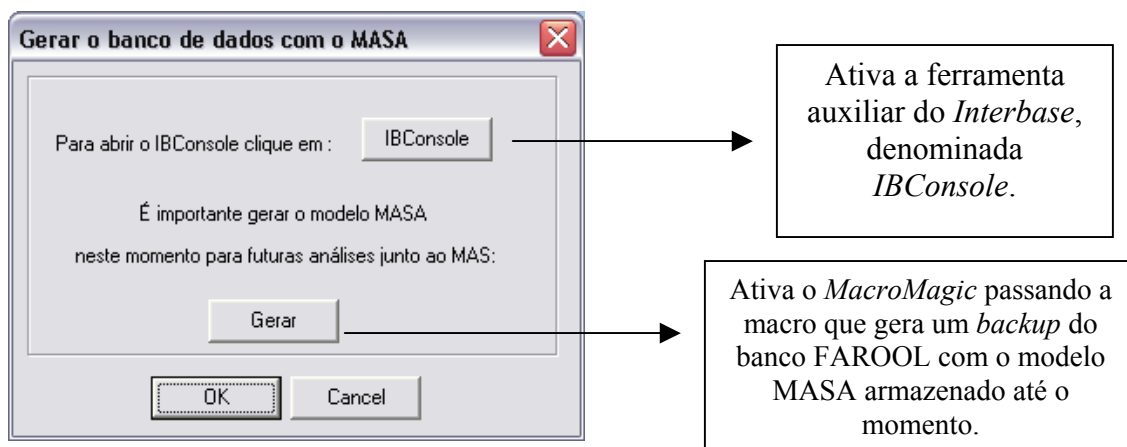 Gerar o banco de dados com o MASA
Para abrir o IBConsole clique em :
IBConsole
É importante gerar o modelo MASA
neste momento para futuras análises junto ao MAS:
Gerar
OK
Cancel
Ativa a ferramenta
auxiliar do Interbase,
denominada
IBConsole.
Ativa o MacroMagic passando a
macro que gera um backup do
banco FAROOL com o modelo
MASA armazenado até o
momento.